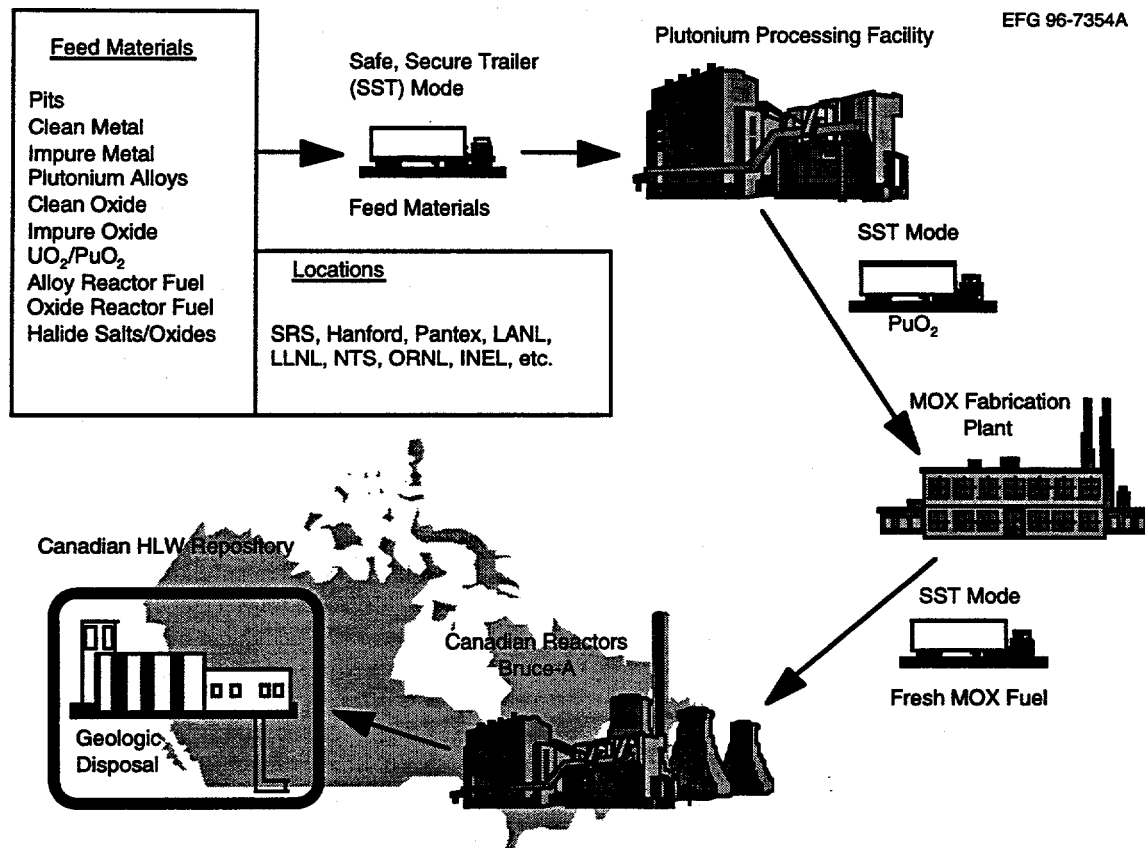 EFG 96-7354A
Feed Materials
Pits
Clean Metal
Impure Metal
Plutonium Alloys
Clean Oxide
Impure Oxide
UO₂/PuO₂
Alloy Reactor Fuel
Oxide Reactor Fuel
Halide Salts/Oxides
Safe, Secure Trailer
(SST) Mode
Feed Materials
Plutonium Processing Facility
Locations
SRS, Hanford, Pantex, LANL,
LLNL, NTS, ORNL, INEL, etc.
SST Mode
PuO₂
MOX Fabrication
Plant
SST Mode
Fresh MOX Fuel
Canadian Reactors
Bruce-A
Canadian HLW Repository
Geologic
Disposal